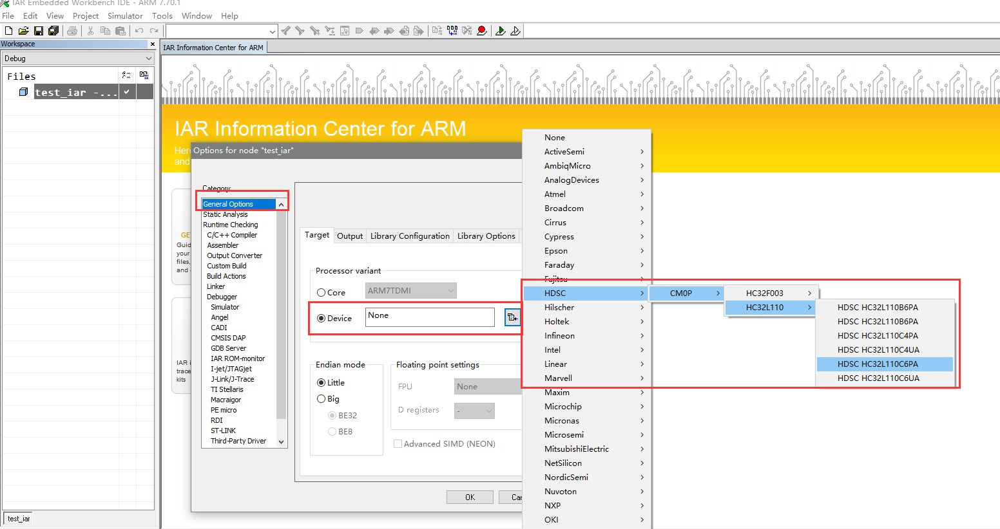 IAR Embedded Workbench IDE - ARM 7.70.1
File Edit View Project Simulator Tools Window Help
Workspace
Debug
Files
test_iar -...
test_iar
IAR Information Center for ARM
IAR Information Center for ARM
Here
and
GE
Guid
your
files,
and
IAR i
trace
kits
Options for node "test_iar"
Category:
General Options
Static Analysis
Runtime Checking
C/C++ Compiler
Assembler
Output Converter
Custom Build
Build Actions
Linker
Debugger
Simulator
Angel
CADI
CMSIS DAP
GDB Server
IAR ROM-monitor
I-jet/JTAGjet
J-Link/J-Trace
TI Stellaris
Macraigor
PE micro
RDI
ST-LINK
Third-Party Driver
Target Output Library Configuration Library Options
Processor variant
Core ARM7TDMI
Device None
Endian mode
Little
Big
BE32
BE8
Floating point settings
FPU None
D registers -
Advanced SIMD (NEON)
OK Can
None
ActiveSemi
AmbiqMicro
AnalogDevices
Atmel
Broadcom
Cirrus
Cypress
Epson
Faraday
Fujitsu
HDSC
Hilscher
Holtek
Infineon
Intel
Linear
Marvell
Maxim
Microchip
Micronas
Microsemi
MitsubishiElectric
NetSilicon
NordicSemi
Nuvoton
NXP
OKI
CM0P
HC32F003
HC32L110
HDSC HC32L110B6PA
HDSC HC32L110B6PA
HDSC HC32L110C4PA
HDSC HC32L110C4UA
HDSC HC32L110C6PA
HDSC HC32L110C6UA